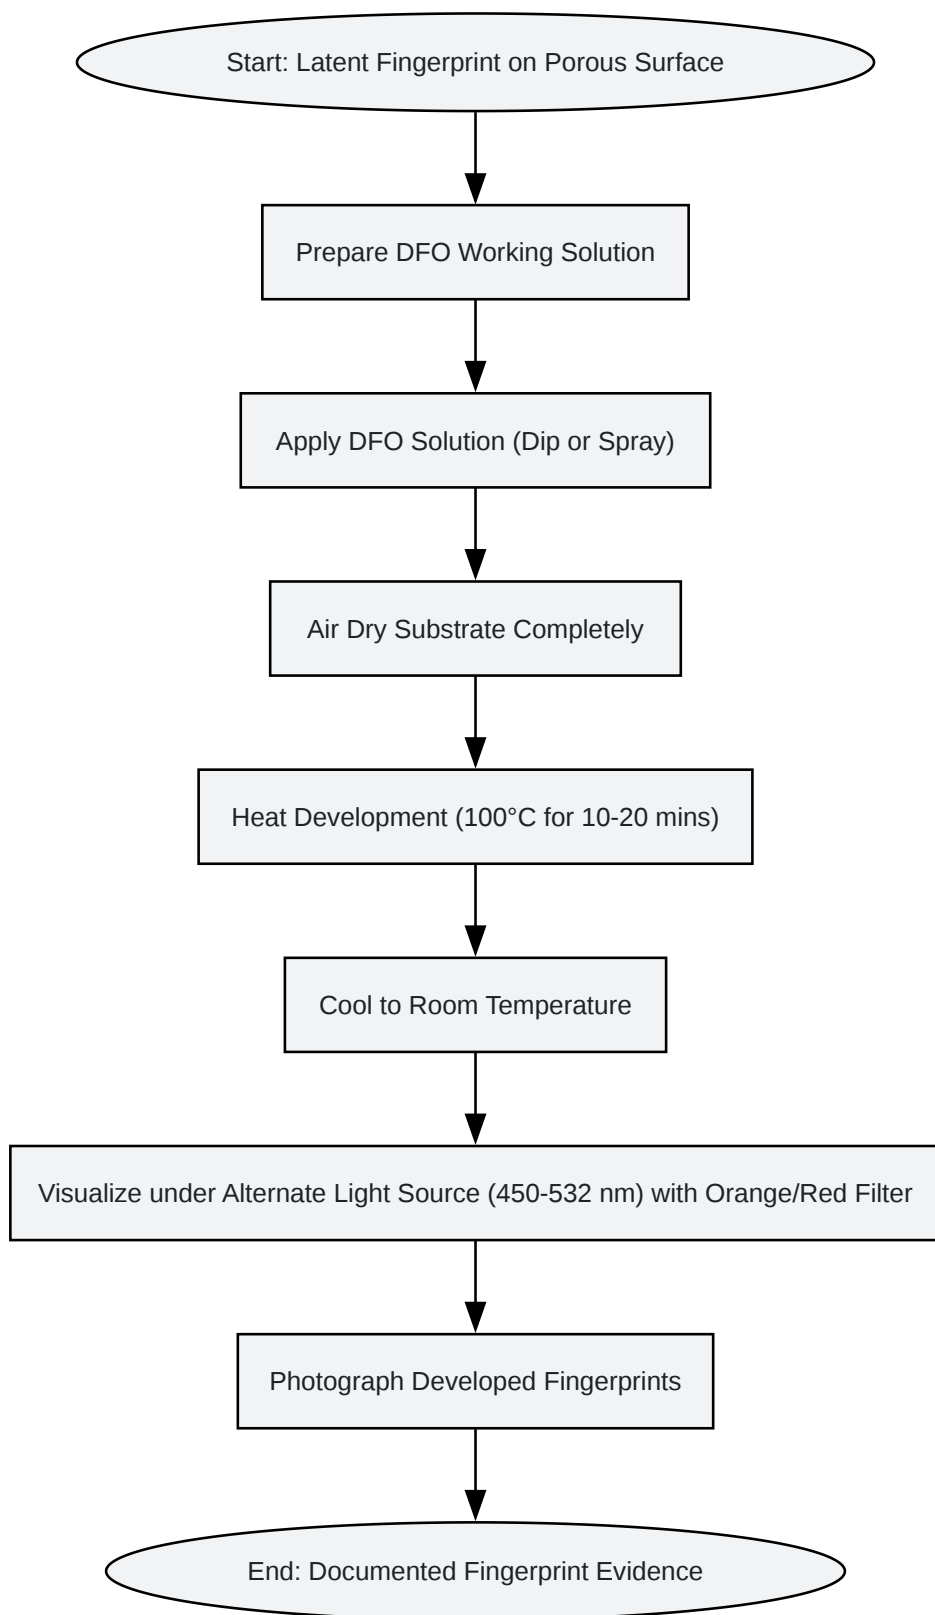 Start: Latent Fingerprint on Porous Surface
Prepare DFO Working Solution
Apply DFO Solution (Dip or Spray)
Air Dry Substrate Completely
Heat Development (100°C for 10-20 mins)
Cool to Room Temperature
Visualize under Alternate Light Source (450-532 nm) with Orange/Red Filter
Photograph Developed Fingerprints
End: Documented Fingerprint Evidence